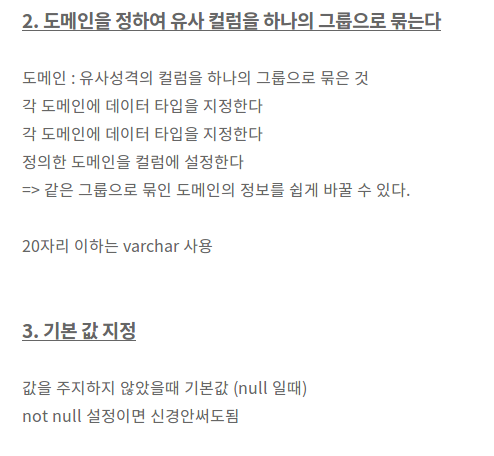 2. 도메인을 정하여 유사 컬럼을 하나의 그룹으로 묶는다
도메인 : 유사성격의 컬럼을 하나의 그룹으로 묶은 것
각 도메인에 데이터 타입을 지정한다
각 도메인에 데이터 타입을 지정한다
정의한 도메인을 컬럼에 설정한다
=> 같은 그룹으로 묶인 도메인의 정보를 쉽게 바꿀 수 있다.
20자리 이하는 varchar 사용
3. 기본 값 지정
값을 주지하지 않았을때 기본값 (null 일때)
not null 설정이면 신경안써도됨